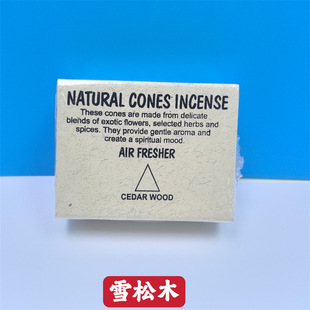 NATURAL CONES INCENSE
These cones are made from delicate
blends of exotic flowers, selected herbs and
spices. They provide gentle aroma and
create a spiritual mood.
AIR FRESHER
CEDAR WOOD
雪松木